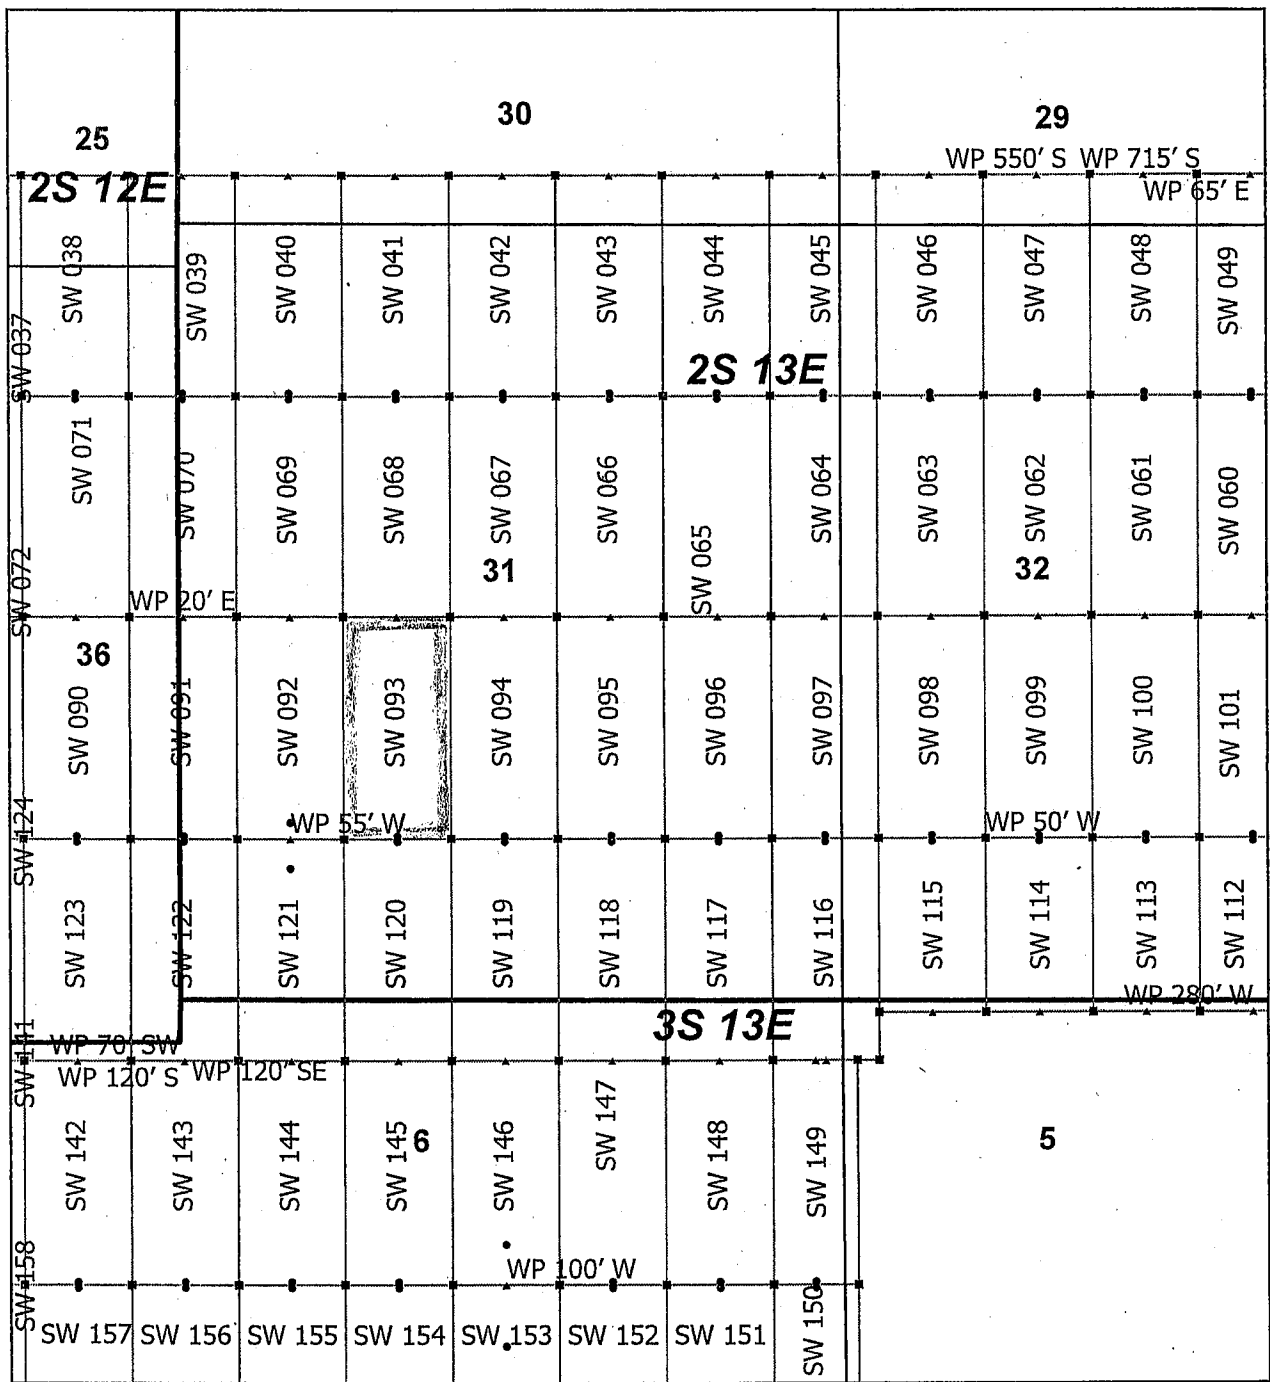 30
29
25
WP 550' S WP 715' S
2S 12E
WP 65' E
SW 037
SW 038
SW 039
SW 040
SW 041
SW 042
SW 043
SW 044
SW 045
SW 046
SW 047
SW 048
SW 049
2S 13E
SW 072
SW 071
SW 070
SW 069
SW 068
SW 067
SW 066
SW 065
SW 064
SW 063
SW 062
SW 061
SW 060
31
32
WP 20' E
36
SW 124
SW 090
SW 091
SW 092
SW 093
SW 094
SW 095
SW 096
SW 097
SW 098
SW 099
SW 100
SW 101
WP 55' W
WP 50' W
SW 123
SW 122
SW 121
SW 120
SW 119
SW 118
SW 117
SW 116
SW 115
SW 114
SW 113
SW 112
WP 280' W
3S 13E
SW 141
WP 70' SW
WP 120' S
WP 120' SE
SW 142
SW 143
SW 144
SW 145
6
SW 146
SW 147
SW 148
SW 149
5
SW 158
WP 100' W
SW 157
SW 156
SW 155
SW 154
SW 153
SW 152
SW 151
SW 150